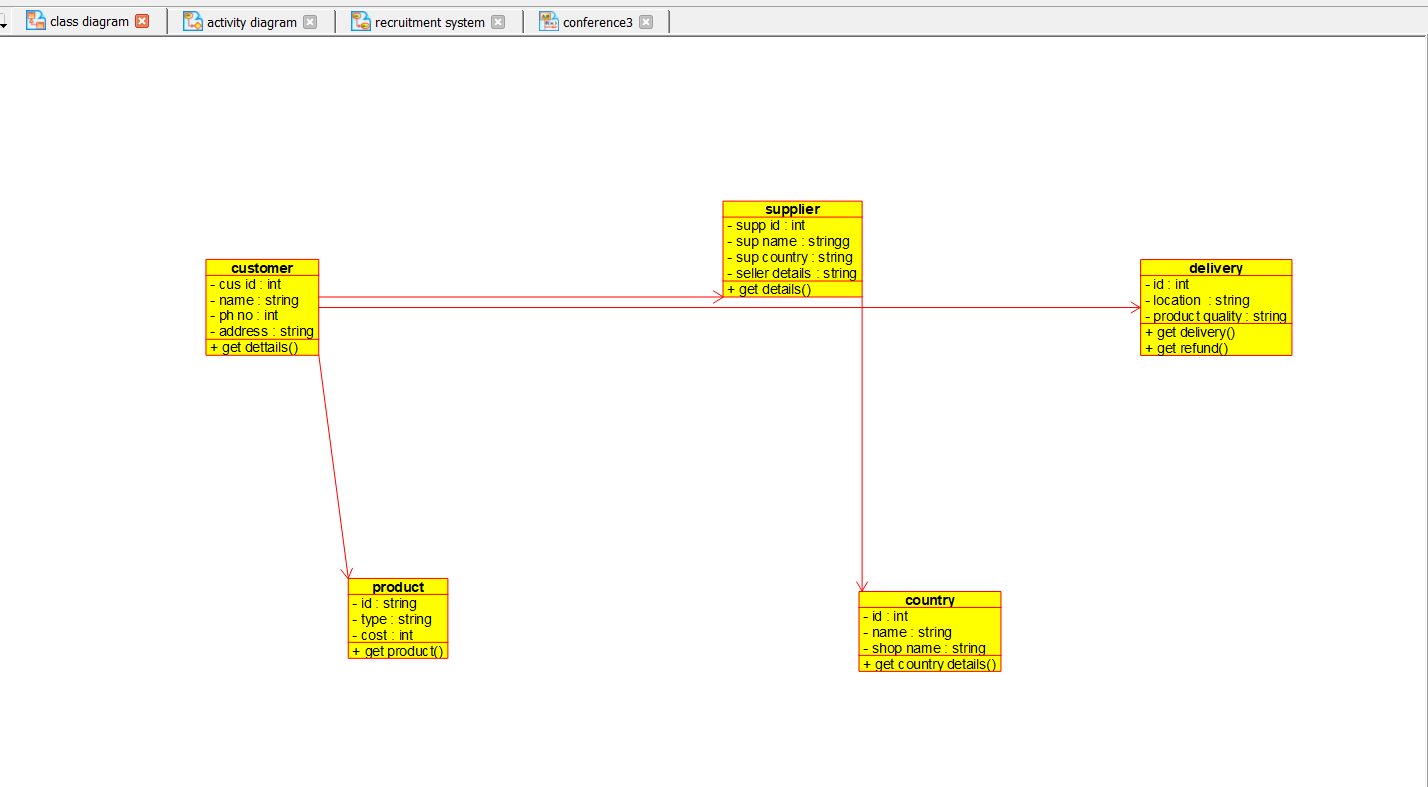 class diagram
activity diagram
recruitment system
conference3
supplier
- supp id : int
- sup name : stringg
- sup country : string
- seller details : string
+ get details()
customer
- cus id : int
- name : string
- ph no : int
- address : string
+ get dettails()
delivery
- id : int
- location : string
- product quality : string
+ get delivery()
+ get refund()
product
- id : string
- type : string
- cost : int
+ get product()
country
- id : int
- name : string
- shop name : string
+ get country details()